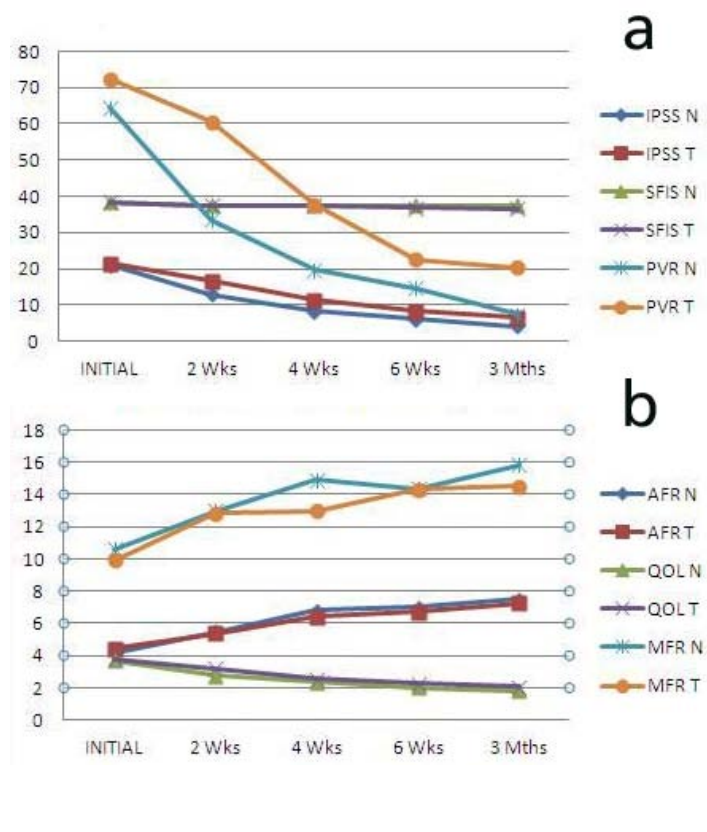 a
80
70
60
50
40
30
20
10
0
INITIAL 2 Wks 4 Wks 6 Wks 3 Mths
IPSS N
IPSS T
SFIS N
SFIS T
PVR N
PVR T
b
18
16
14
12
10
8
6
4
2
0
INITIAL 2 Wks 4 Wks 6 Wks 3 Mths
AFR N
AFR T
QOL N
QOL T
MFR N
MFR T